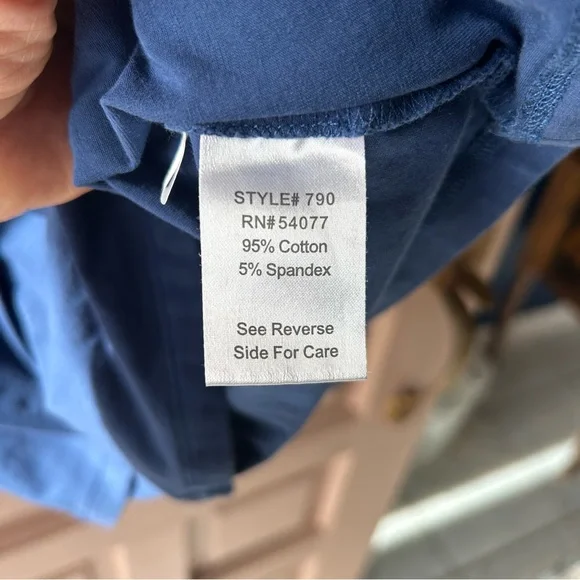 STYLE# 790
RN#54077
95% Cotton
5% Spandex
See Reverse
Side For Care